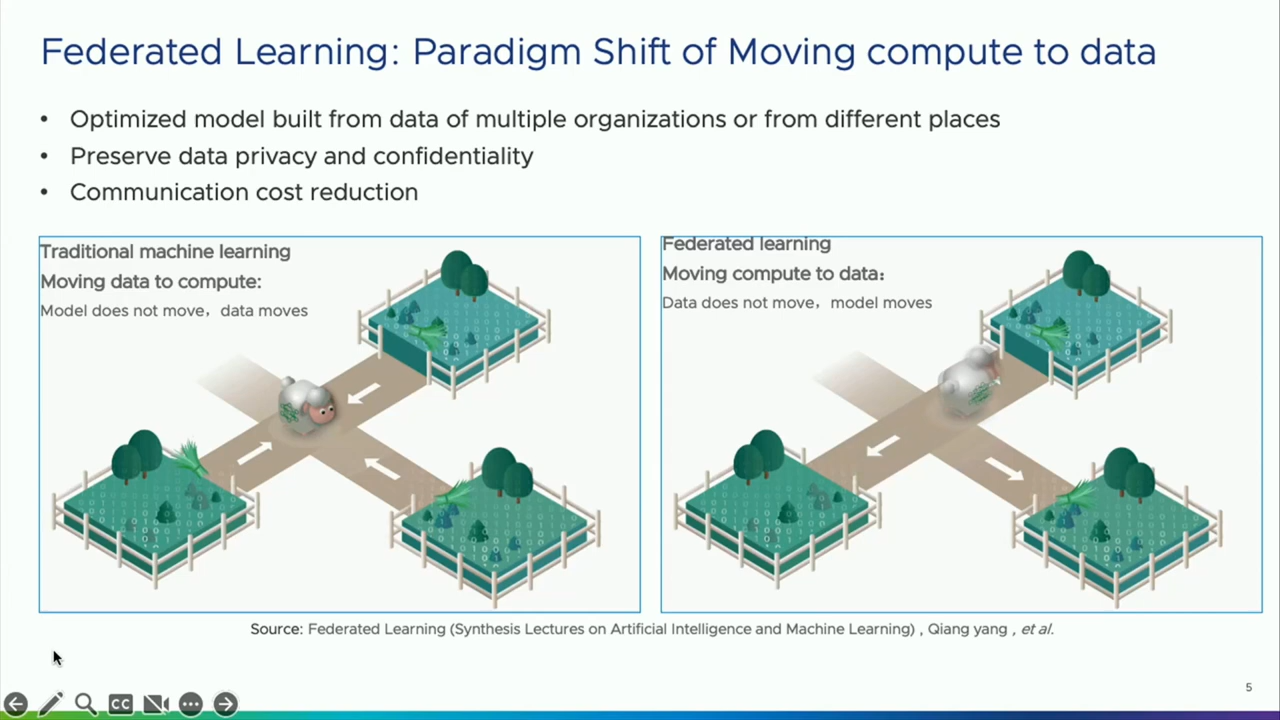 Federated Learning: Paradigm Shift of Moving compute to data
• Optimized model built from data of multiple organizations or from different places
• Preserve data privacy and confidentiality
• Communication cost reduction
Traditional machine learning
Moving data to compute:
Model does not move，data moves
Federated learning
Moving compute to data：
Data does not move，model moves
Source: Federated Learning (Synthesis Lectures on Artificial Intelligence and Machine Learning) , Qiang yang , et al.
5
CC